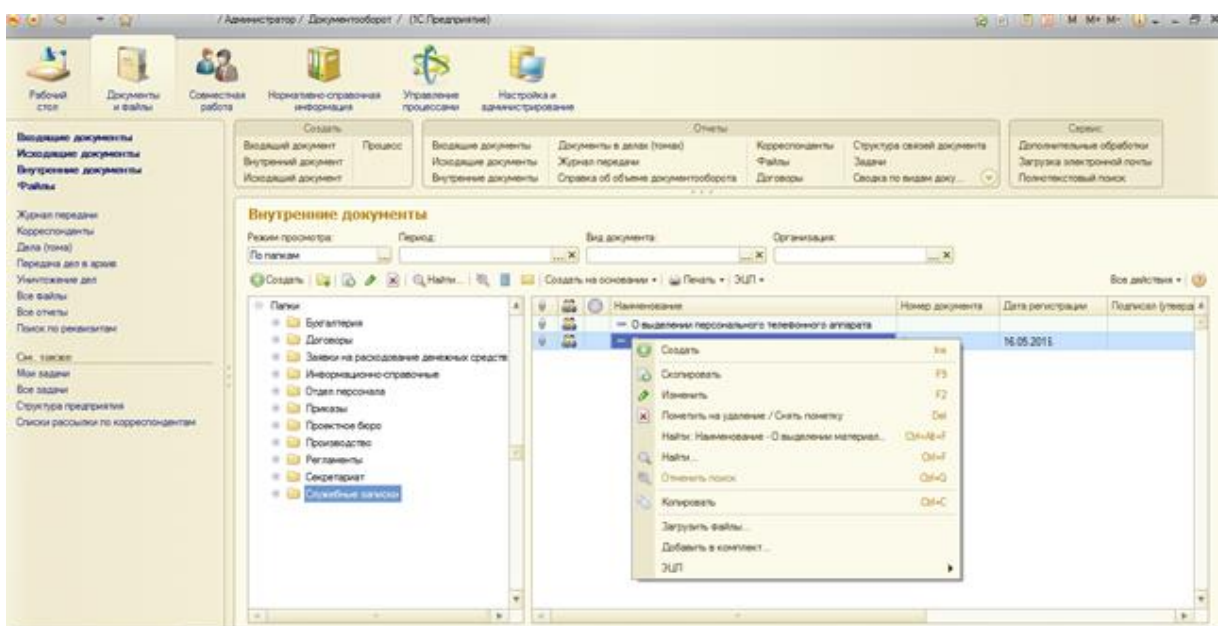 / Администратор / Документооборот / (1С:Предприятие)
M M+ M-
Рабочий стол
Документы и файлы
Совместная работа
Нормативно-справочная информация
Управление процессами
Настройка и администрирование
Входящие документы
Исходящие документы
Внутренние документы
Файлы
Журнал передачи
Корреспонденты
Дела (тома)
Передача дел в архив
Уничтожение дел
Все файлы
Все отчеты
Поиск по реквизитам
См. также
Мои задачи
Все задачи
Структура предприятия
Списки рассылки по корреспондентам
Создать
Входящий документ Процесс
Внутренний документ
Исходящий документ
Отчеты
Входящие документы Документы в делах (томах) Корреспонденты Структура связей документа
Исходящие документы Журнал передачи Файлы Задачи
Внутренние документы Справка об объеме документооборота Договоры Сводка по видам доку...
Сервис
Дополнительные обработки
Загрузка электронной почты
Полнотекстовый поиск
Внутренние документы
Режим просмотра: Период: Вид документа: Организация:
По папкам
Создать Найти... Создать на основании Печать ЭЦП Все действия
Папки
Бухгалтерия
Договоры
Заявки на расходование денежных средств
Информационно-справочные
Отдел персонала
Приказы
Проектное бюро
Производство
Регламенты
Секретариат
Служебные записки
Наименование Номер документа Дата регистрации Подписал (утверд
О выделении персонального телефонного аппарата
16.05.2016
Создать Ins
Скопировать F9
Изменить F2
Пометить на удаление / Снять пометку Del
Найти: Наименование - О выделении материал... Ctrl+Alt+F
Найти... Ctrl+F
Отменить поиск Ctrl+Q
Копировать Ctrl+C
Загрузить файлы...
Добавить в комплект...
ЭЦП